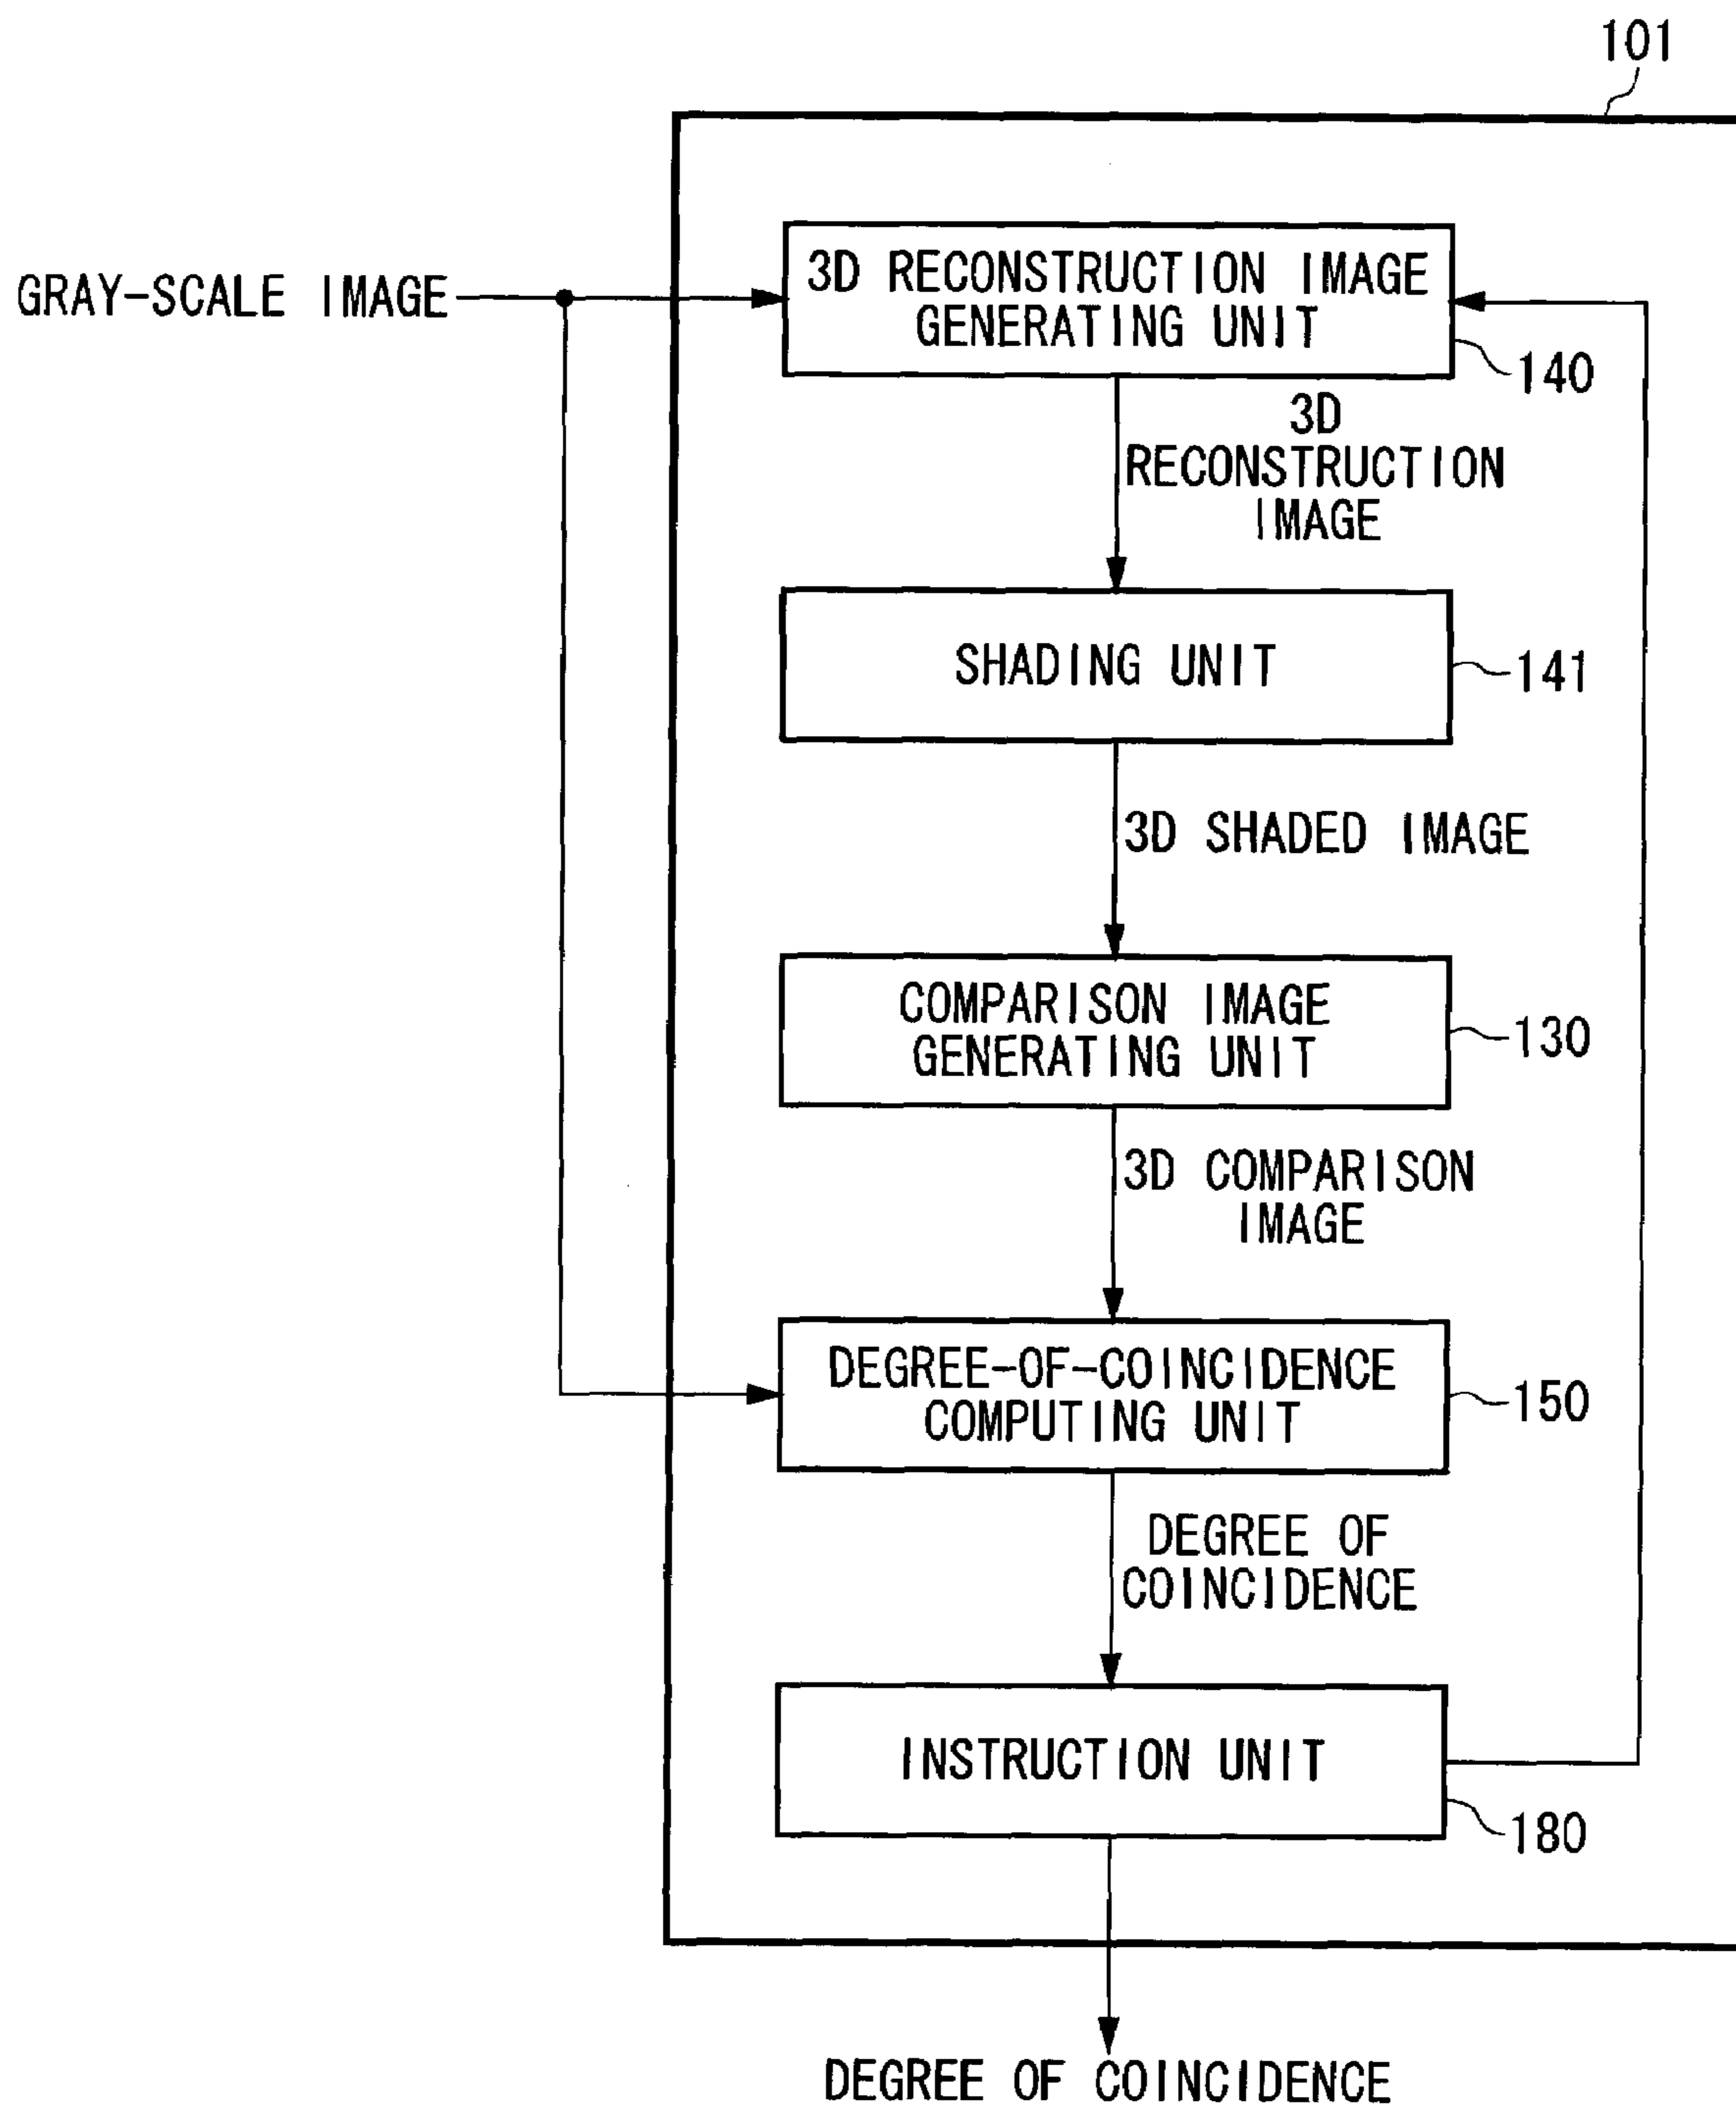 101
3D RECONSTRUCTION IMAGE
GENERATING UNIT
GRAY-SCALE IMAGE
140
3D
RECONSTRUCTION
IMAGE
SHADING UNIT
141
3D SHADED IMAGE
COMPARISON IMAGE
GENERATING UNIT
130
3D COMPARISON
IMAGE
DEGREE-OF-COINCIDENCE
COMPUTING UNIT
150
DEGREE OF
COINCIDENCE
INSTRUCTION UNIT
180
DEGREE OF COINCIDENCE